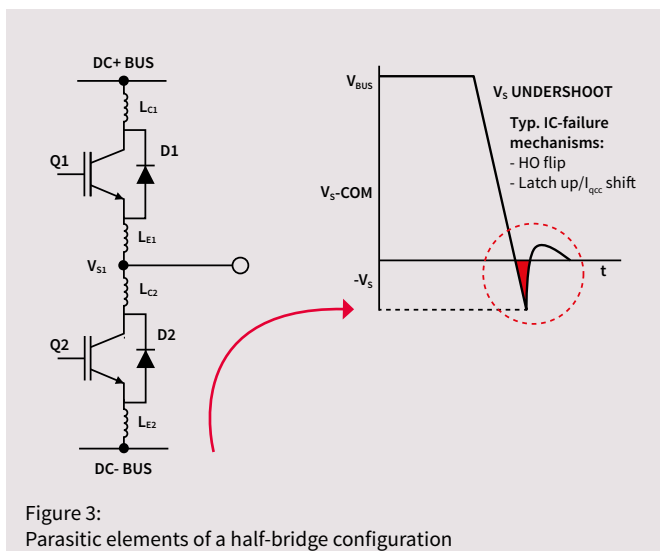 DC+ BUS
LC1
Q1
D1
LE1
VS1
LC2
Q2
D2
LE2
DC- BUS
VBUS
VS UNDERSHOOT
Typ. IC-failure
mechanisms:
- HO flip
- Latch up/Iqcc shift
VS-COM
t
-VS
Figure 3:
Parasitic elements of a half-bridge configuration